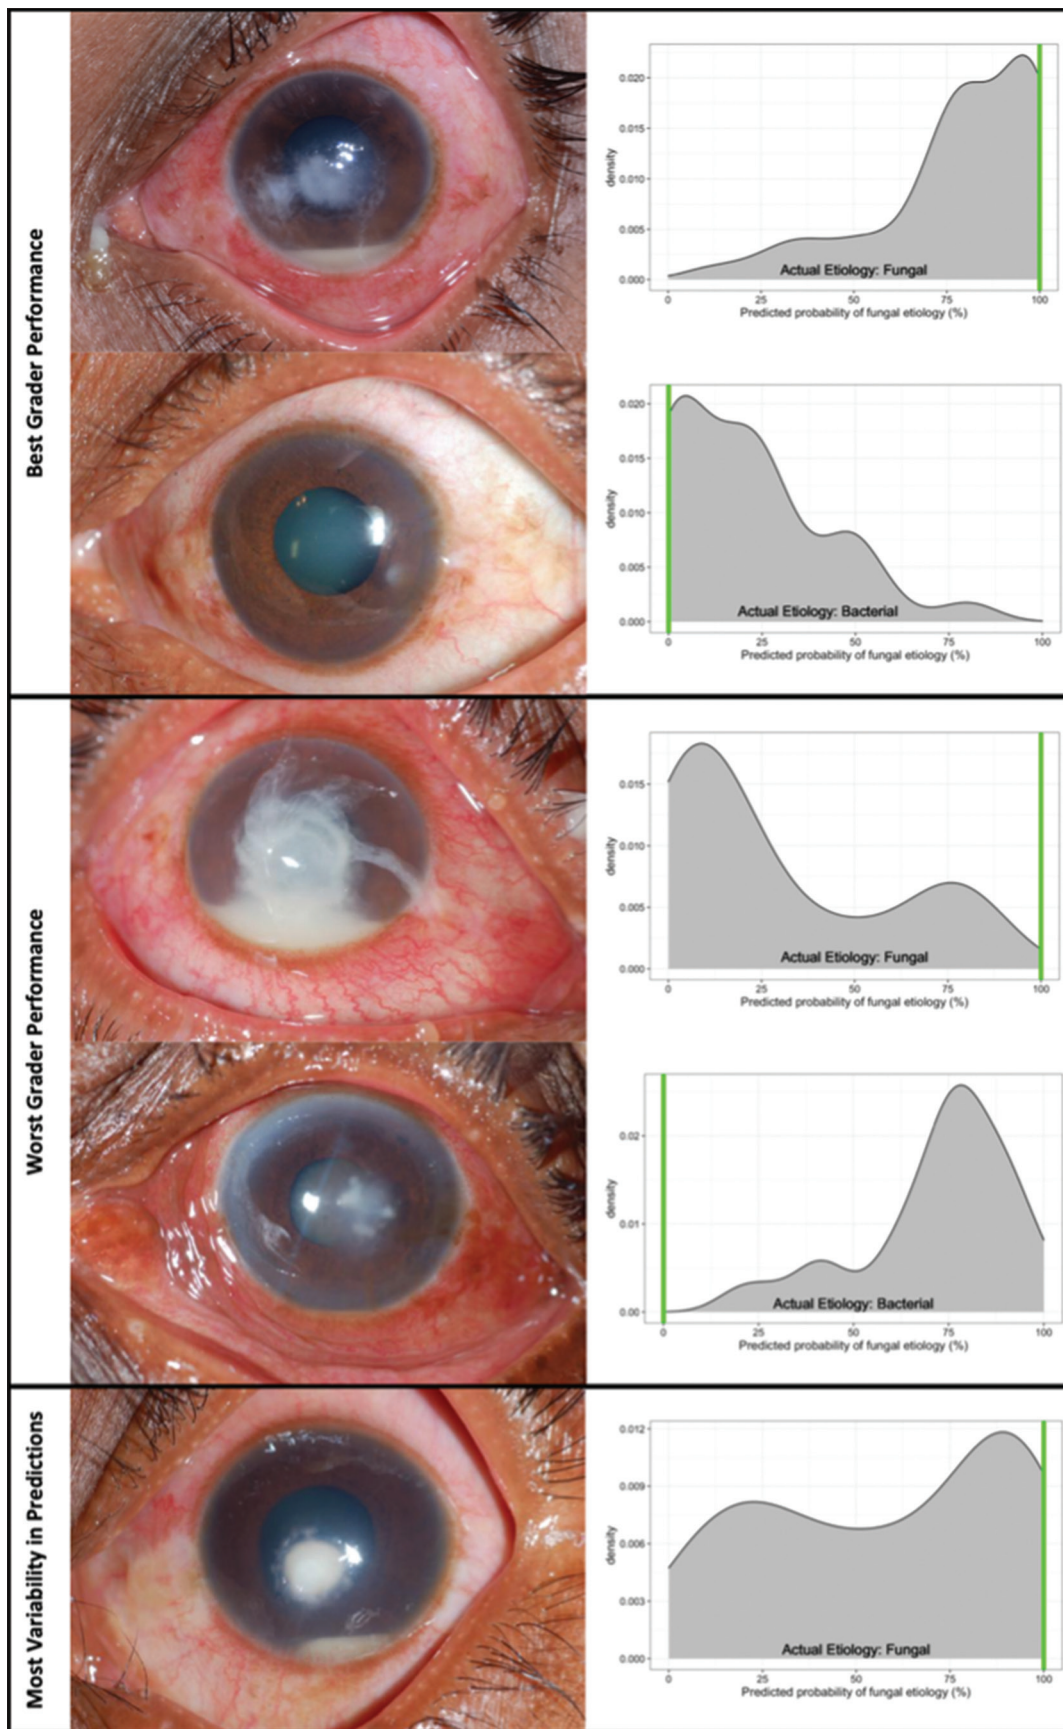 Best Grader Performance
0.020
0.015
0.010
0.005
0.000
density
Actual Etiology: Fungal
0 25 50 75 100
Predicted probability of fungal etiology (%)
0.020
0.015
0.010
0.005
0.000
density
Actual Etiology: Bacterial
0 25 50 75 100
Predicted probability of fungal etiology (%)
Worst Grader Performance
0.015
0.010
0.005
0.000
density
Actual Etiology: Fungal
0 25 50 75 100
Predicted probability of fungal etiology (%)
0.02
0.01
0.00
density
Actual Etiology: Bacterial
0 25 50 75 100
Predicted probability of fungal etiology (%)
Most Variability in Predictions
0.012
0.009
0.006
0.003
0.000
density
Actual Etiology: Fungal
0 25 50 75 100
Predicted probability of fungal etiology (%)